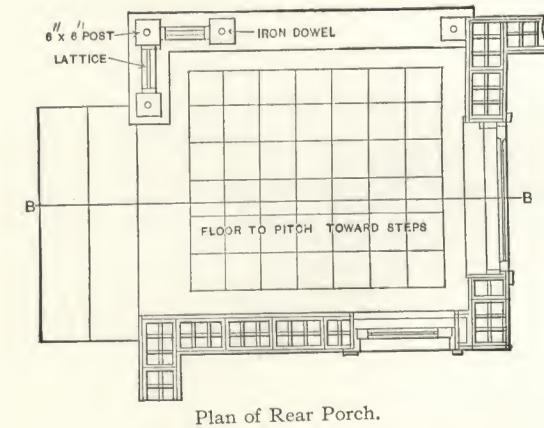 6" x 6" POST
IRON DOWEL
LATTICE
B B
FLOOR TO PITCH TOWARD STEPS
Plan of Rear Porch.